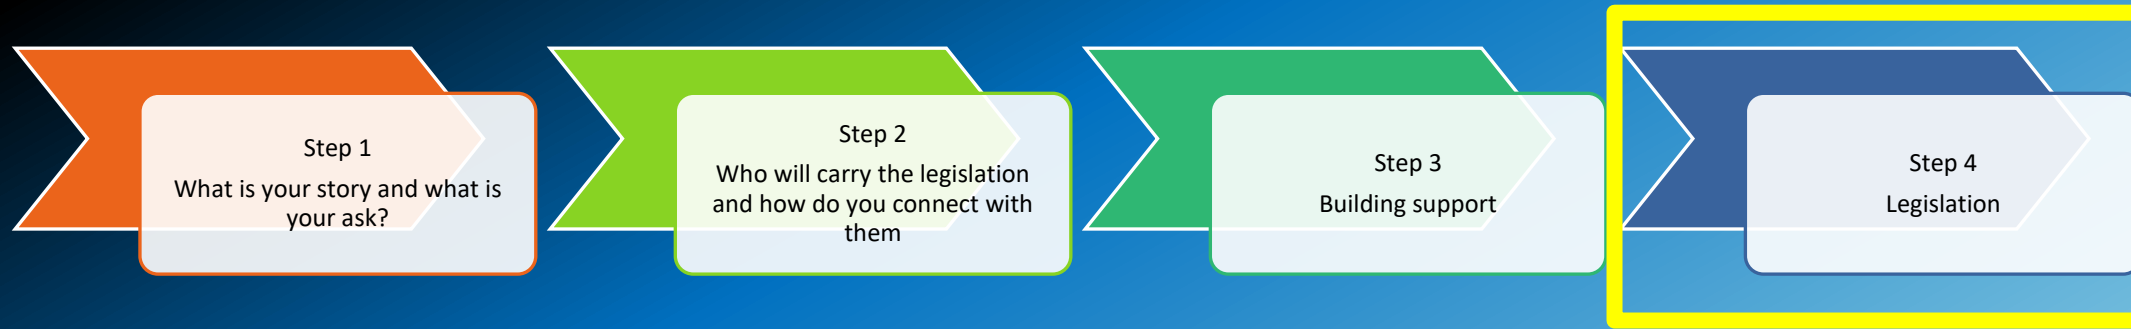 Step 1
What is your story and what is
your ask?
Step 2
Who will carry the legislation
and how do you connect with
them
Step 3
Building support
Step 4
Legislation